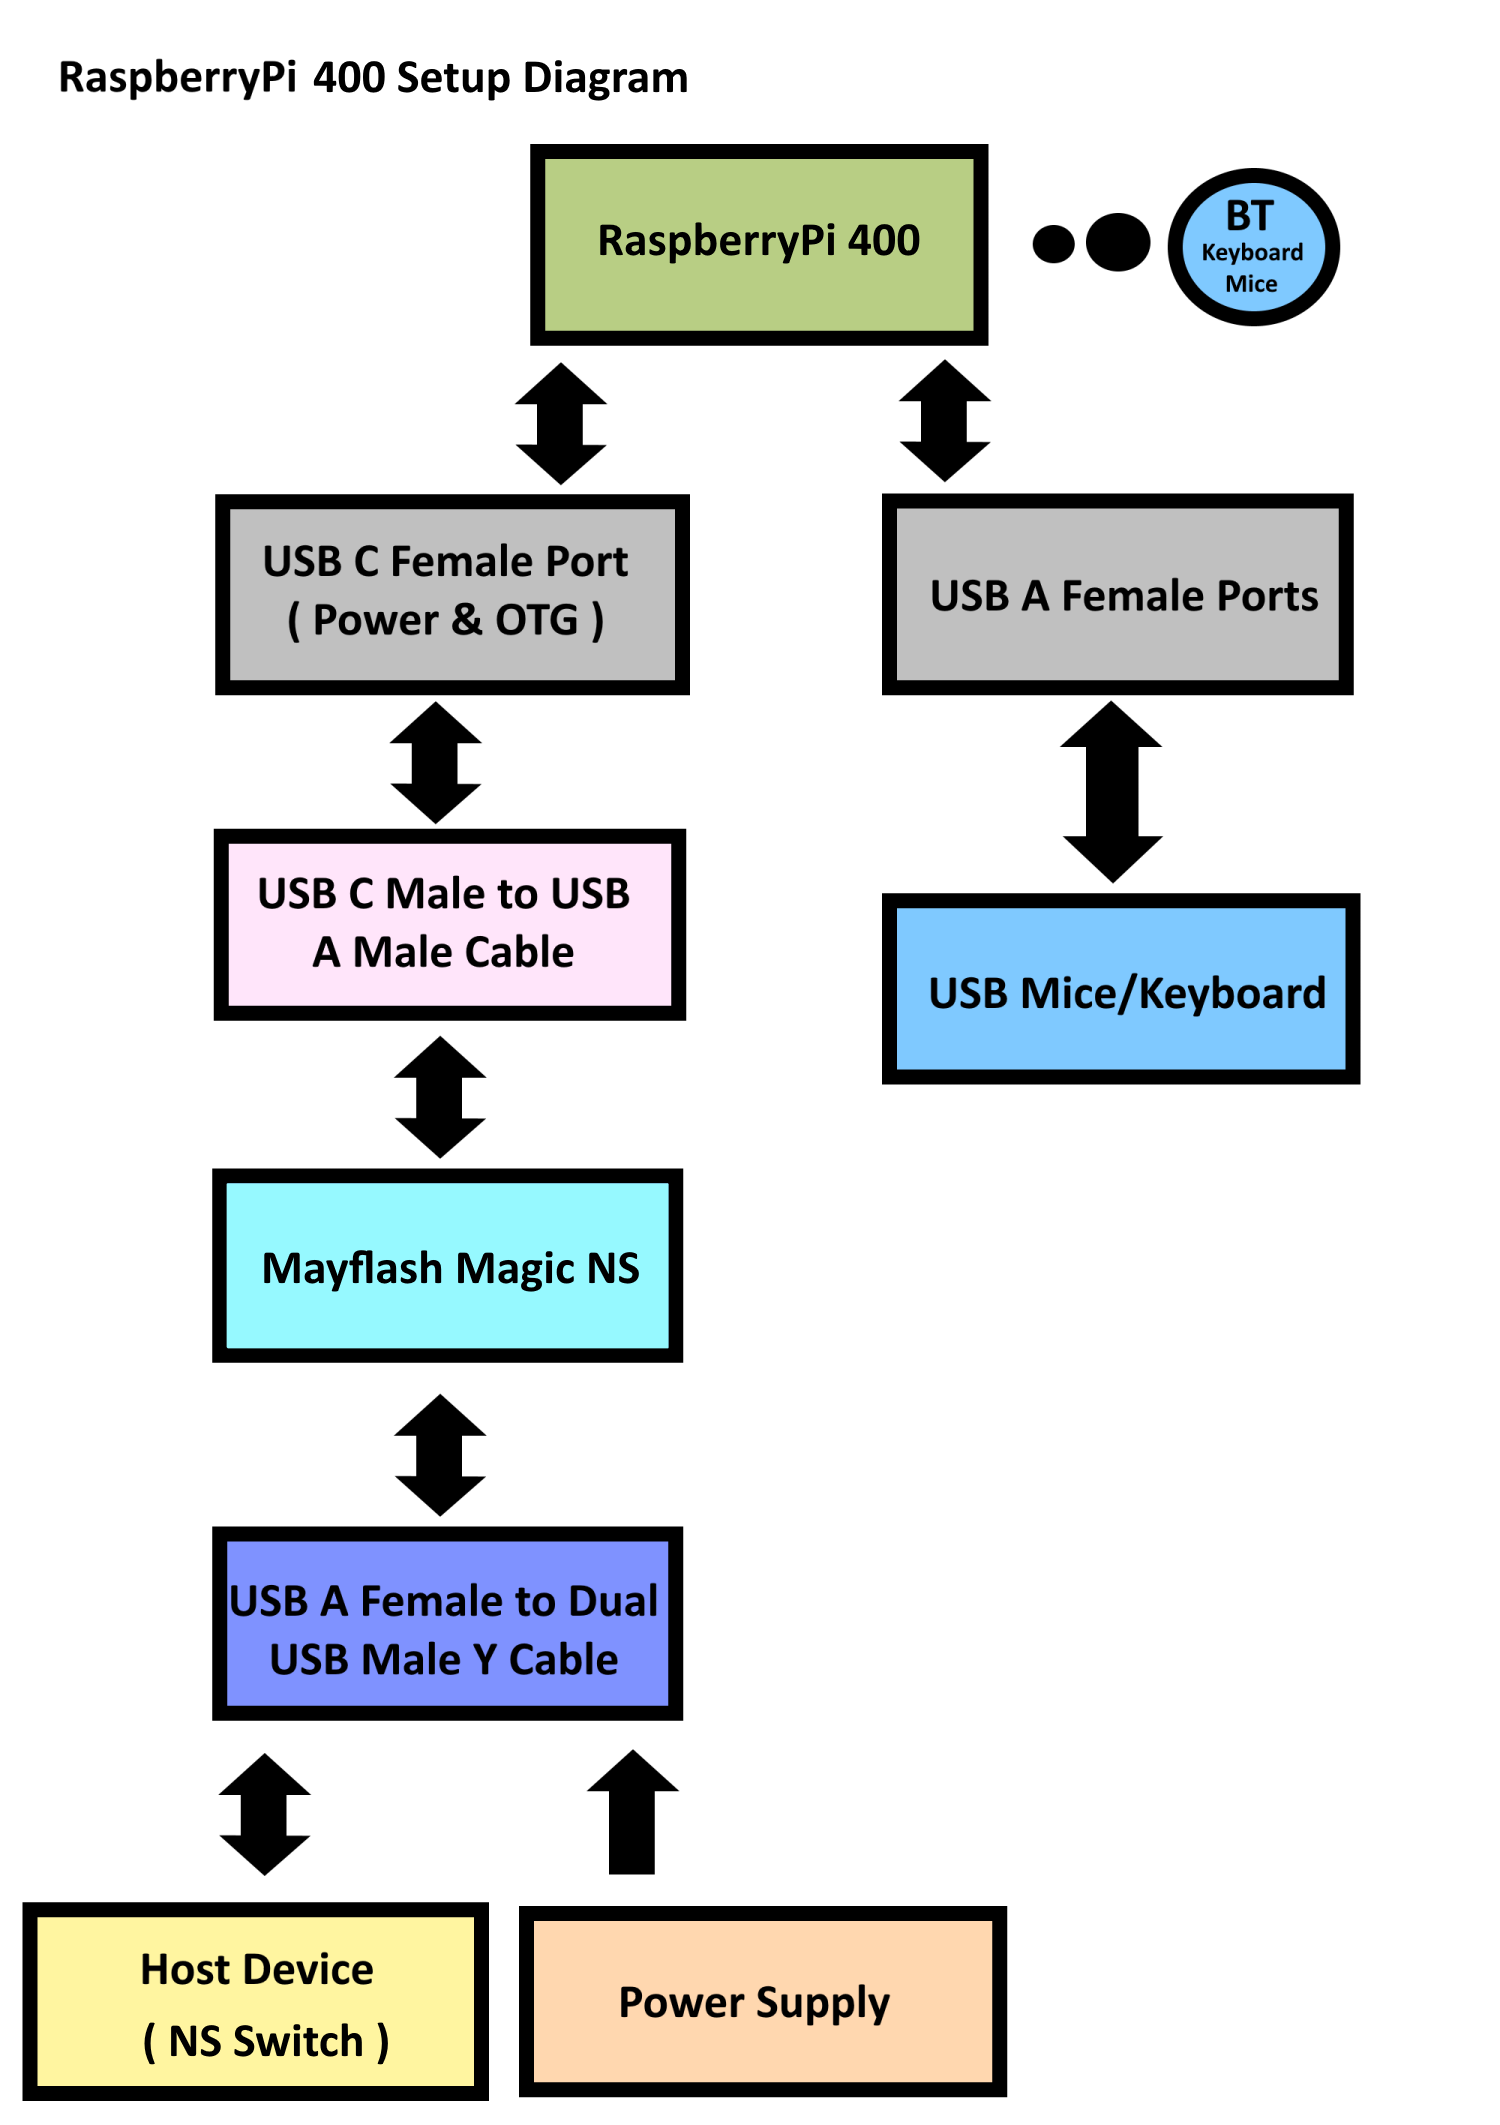 RaspberryPi 400 Setup Diagram
RaspberryPi 400
BT
Keyboard
Mice
USB C Female Port
( Power & OTG )
USB A Female Ports
USB C Male to USB
A Male Cable
USB Mice/Keyboard
Mayflash Magic NS
USB A Female to Dual
USB Male Y Cable
Host Device
( NS Switch )
Power Supply